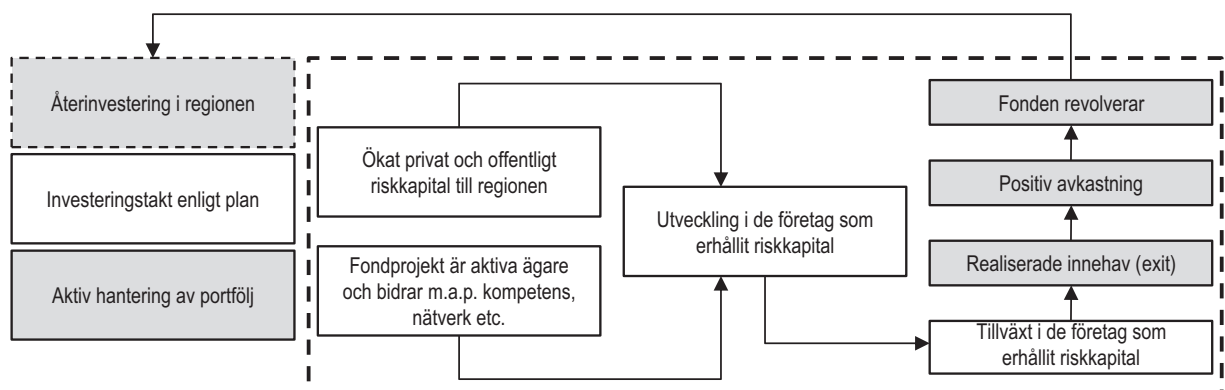 Återinvestering i regionen
Investeringstakt enligt plan
Aktiv hantering av portfölj
Ökat privat och offentligt
riskkapital till regionen
Fondprojekt är aktiva ägare
och bidrar m.a.p. kompetens,
nätverk etc.
Utveckling i de företag som
erhållit riskkapital
Fonden revolverar
Positiv avkastning
Realiserade innehav (exit)
Tillväxt i de företag som
erhållit riskkapital